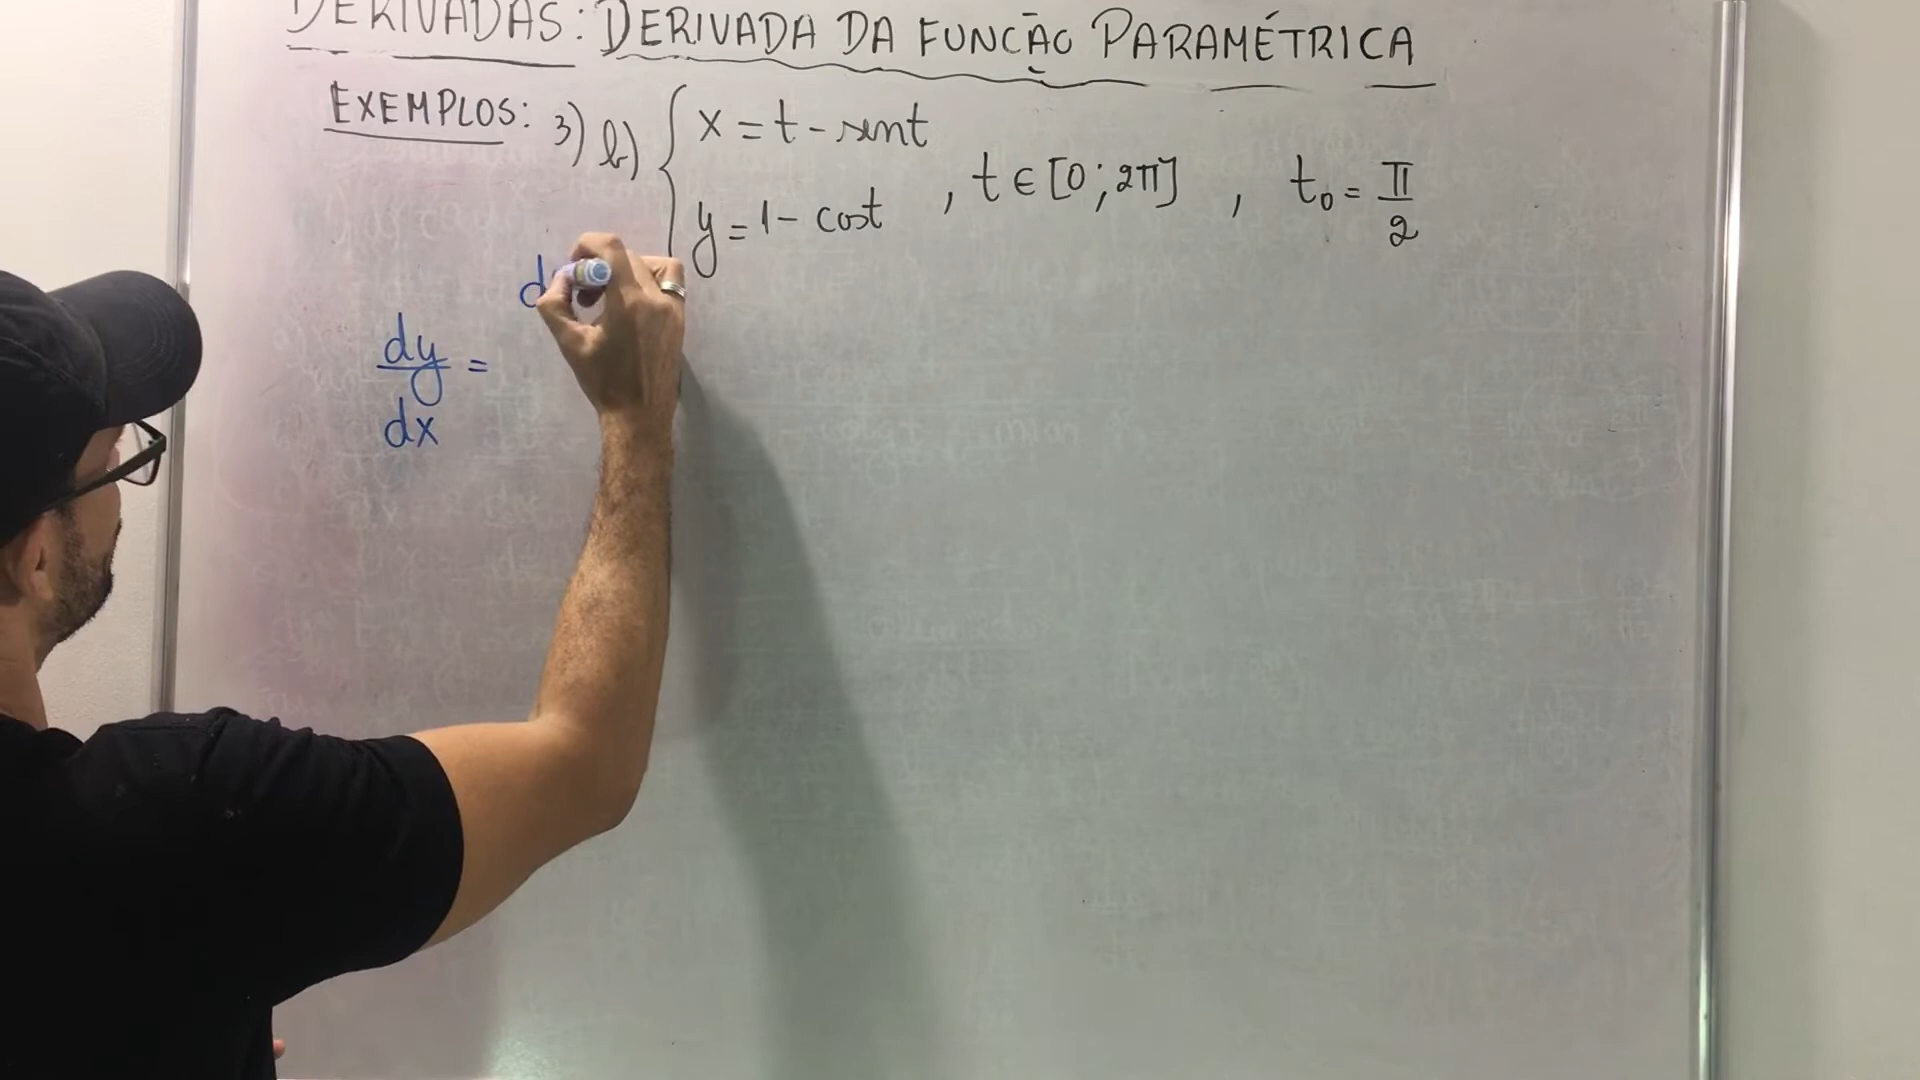 DERIVADAS: DERIVADA DA FUNÇÃO PARAMÉTRICA
EXEMPLOS: 3) b) { x = t - sent
y = 1 - cost , t ∈ [0; 2π] , t₀ = π/2
dy/dx = d